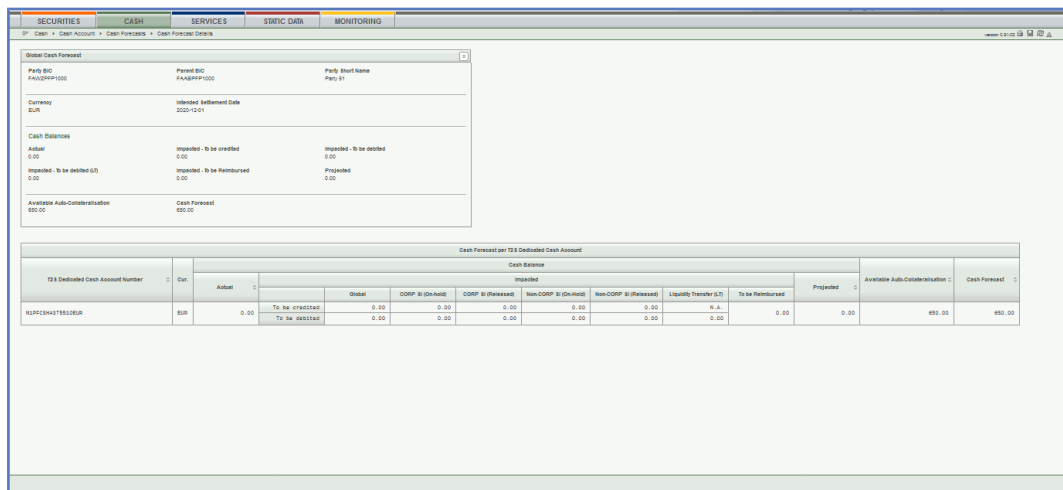 SECURITIES CASH SERVICES STATIC DATA MONITORING
Cash Cash Account Cash Forecasts Cash Forecast Details
Global Cash Forecast
Party BIC Parent BIC Party Short Name
Party 51
Currency Intended Settlement Date
EUR 2020-12-01
Cash Balances
Actual Impacted - To be credited Impacted - To be debited
0.00 0.00 0.00
Impacted - To be debited (LT) Impacted - To be Reimbursed Projected
0.00 0.00 0.00
Available Auto-Collateralisation Cash Forecast
650.00 650.00
Cash Forecast per T2S Dedicated Cash Account
Cash Balance
T2S Dedicated Cash Account Number Cur. Actual Impacted Projected Available Auto-Collateralisation Cash Forecast
Global CORP SI (On-hold) CORP SI (Released) Non-CORP SI (On-Hold) Non-CORP SI (Released) Liquidity Transfer (LT) To be Reimbursed
To be credited 0.00 0.00 0.00 0.00 0.00 N.A.
EUR 0.00 0.00 0.00 650.00 650.00
To be debited 0.00 0.00 0.00 0.00 0.00 0.00